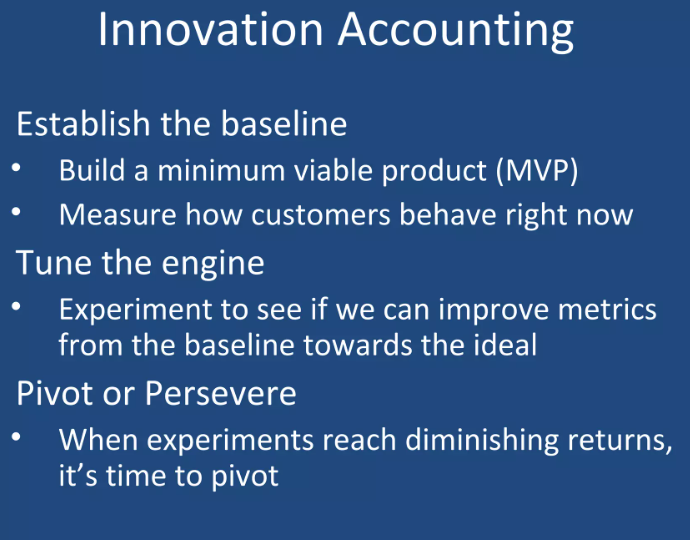 Innovation Accounting
Establish the baseline
• Build a minimum viable product (MVP)
• Measure how customers behave right now
Tune the engine
• Experiment to see if we can improve metrics
from the baseline towards the ideal
Pivot or Persevere
• When experiments reach diminishing returns,
it’s time to pivot